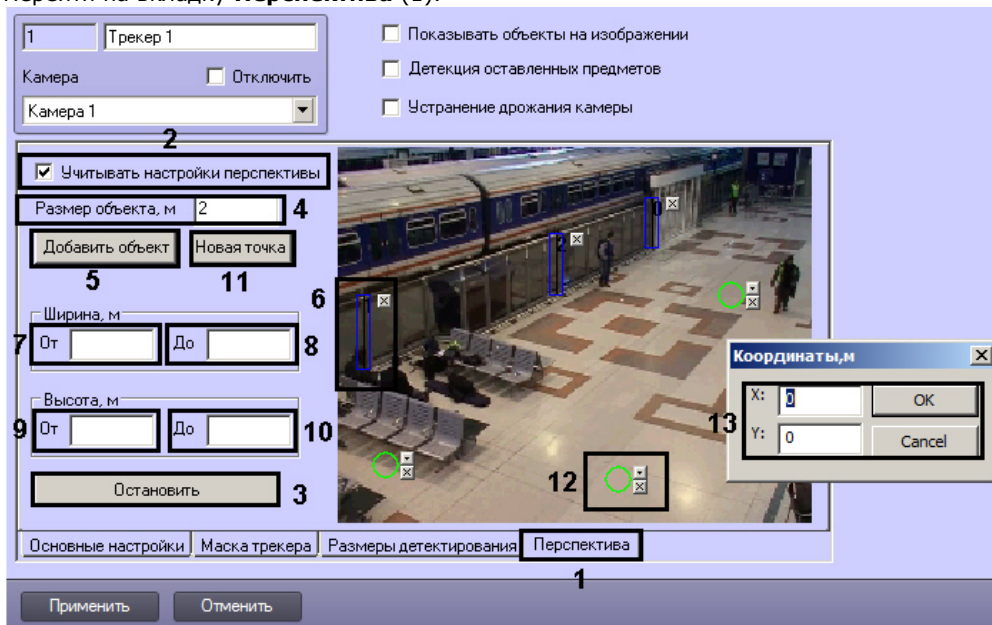 Перейти на вкладку Перспектива (1).
1
Трекер 1
Камера
Отключить
Камера 1
Показывать объекты на изображении
Детекция оставленных предметов
Устранение дрожания камеры
2
Учитывать настройки перспективы
Размер объекта, м
2
4
Добавить объект
Новая точка
5
11
Ширина, м
7
От
До
8
Высота, м
9
От
До
10
Остановить
3
6
1
2
0
12
Координаты,м
13
X:
0
OK
Y:
0
Cancel
Основные настройки
Маска трекера
Размеры детектирования
Перспектива
1
Применить
Отменить